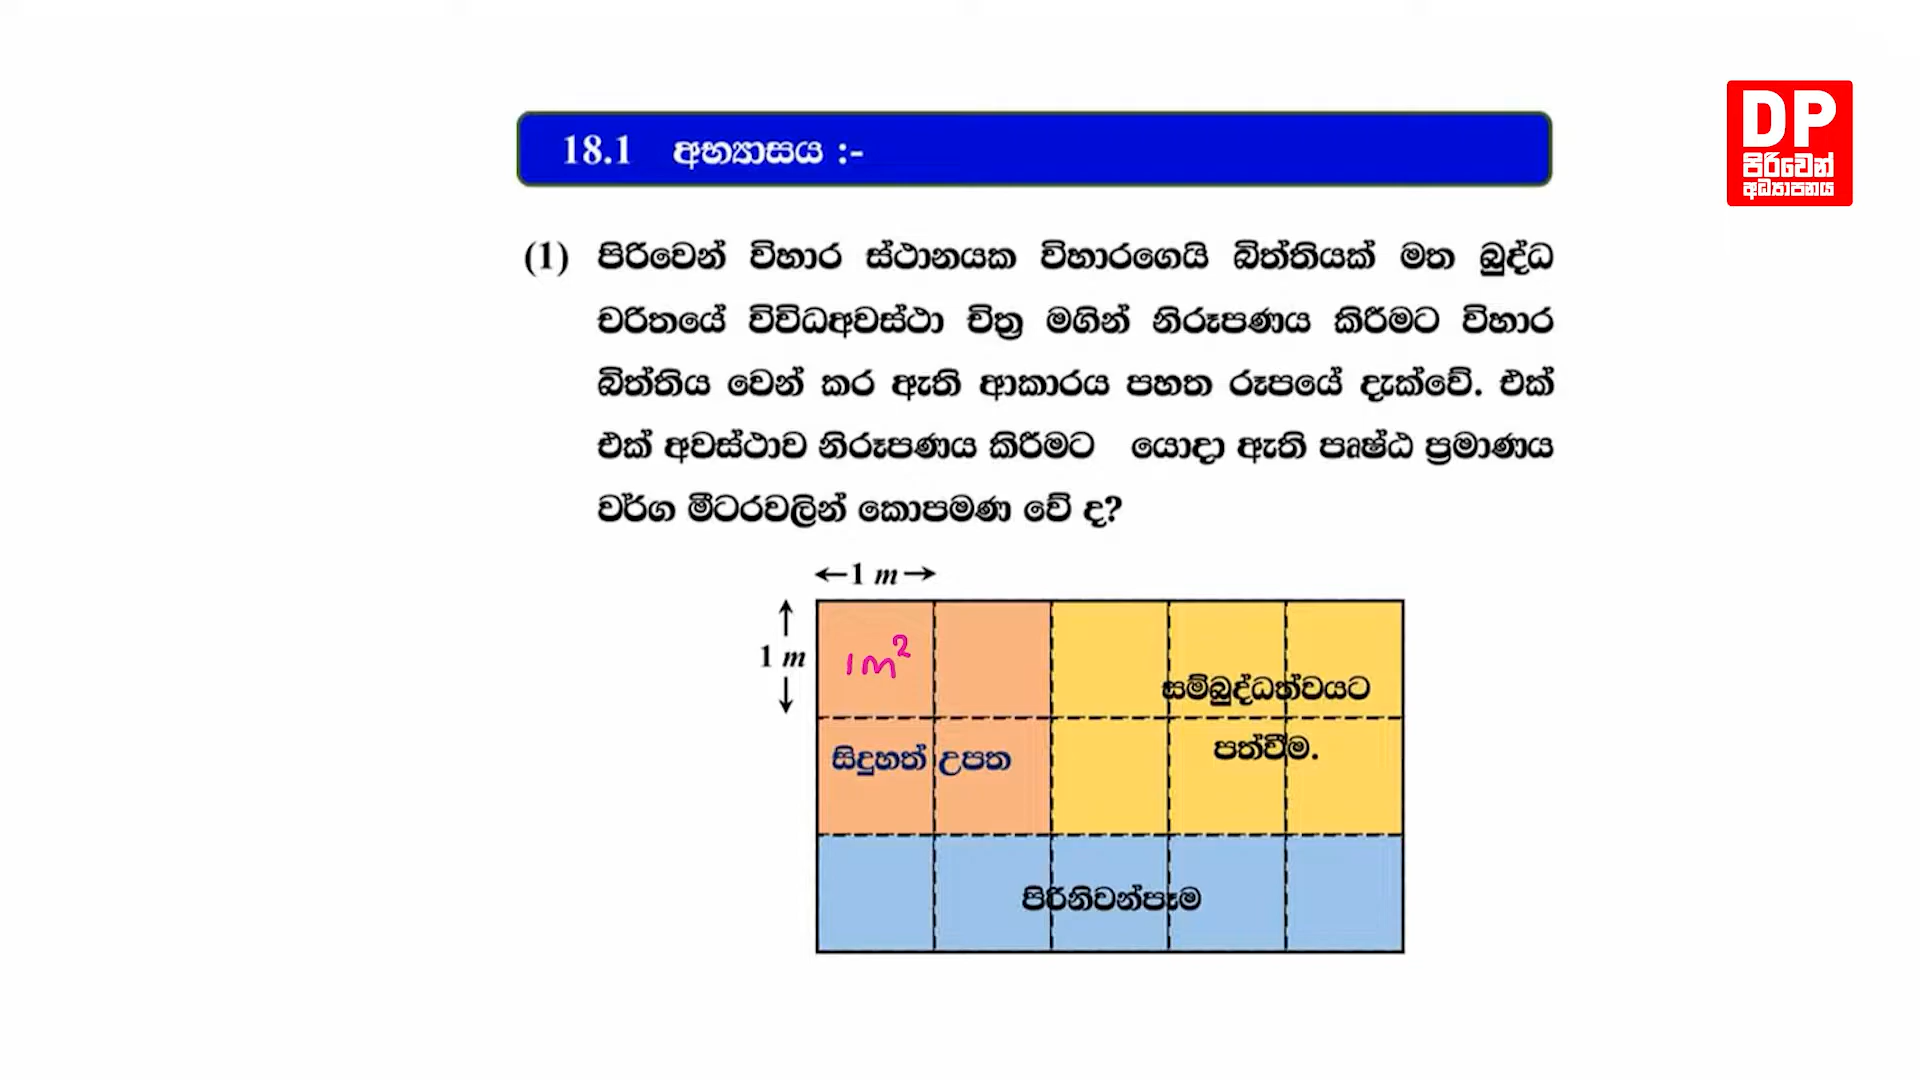 DP
පිරිවෙන්
අධ්‍යාපනය
18.1 අභ්‍යාසය :-
(1) පිරිවෙන් විහාර ස්ථානයක විහාරගෙයි බිත්තියක් මත බුද්ධ
චරිතයේ විවිධඅවස්ථා චිත්‍ර මගින් නිරූපණය කිරීමට විහාර
බිත්තිය වෙන් කර ඇති ආකාරය පහත රූපයේ දැක්වේ. එක්
එක් අවස්ථාව නිරූපණය කිරීමට යොදා ඇති පෘෂ්ඨ ප්‍රමාණය
වර්ග මීටරවලින් කොපමණ වේ ද?
←1 m→
1 m
1m²
සම්බුද්ධත්වයට
පත්වීම.
සිදුහත් උපත
පිරිනිවන්පෑම